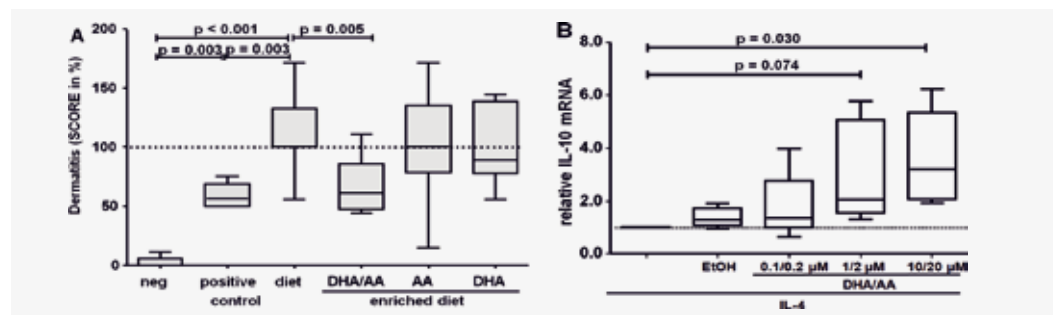 A
Dermatitis (SCORE in %)
200
150
100
50
0
p < 0.001
p = 0.005
p = 0.003
p = 0.003
neg
positive
diet
DHA/AA
AA
DHA
control
enriched diet
B
relative IL-10 mRNA
8.0
6.0
4.0
2.0
0.0
p = 0.030
p = 0.074
EtOH
0.1/0.2 µM
1/2 µM
10/20 µM
DHA/AA
IL-4